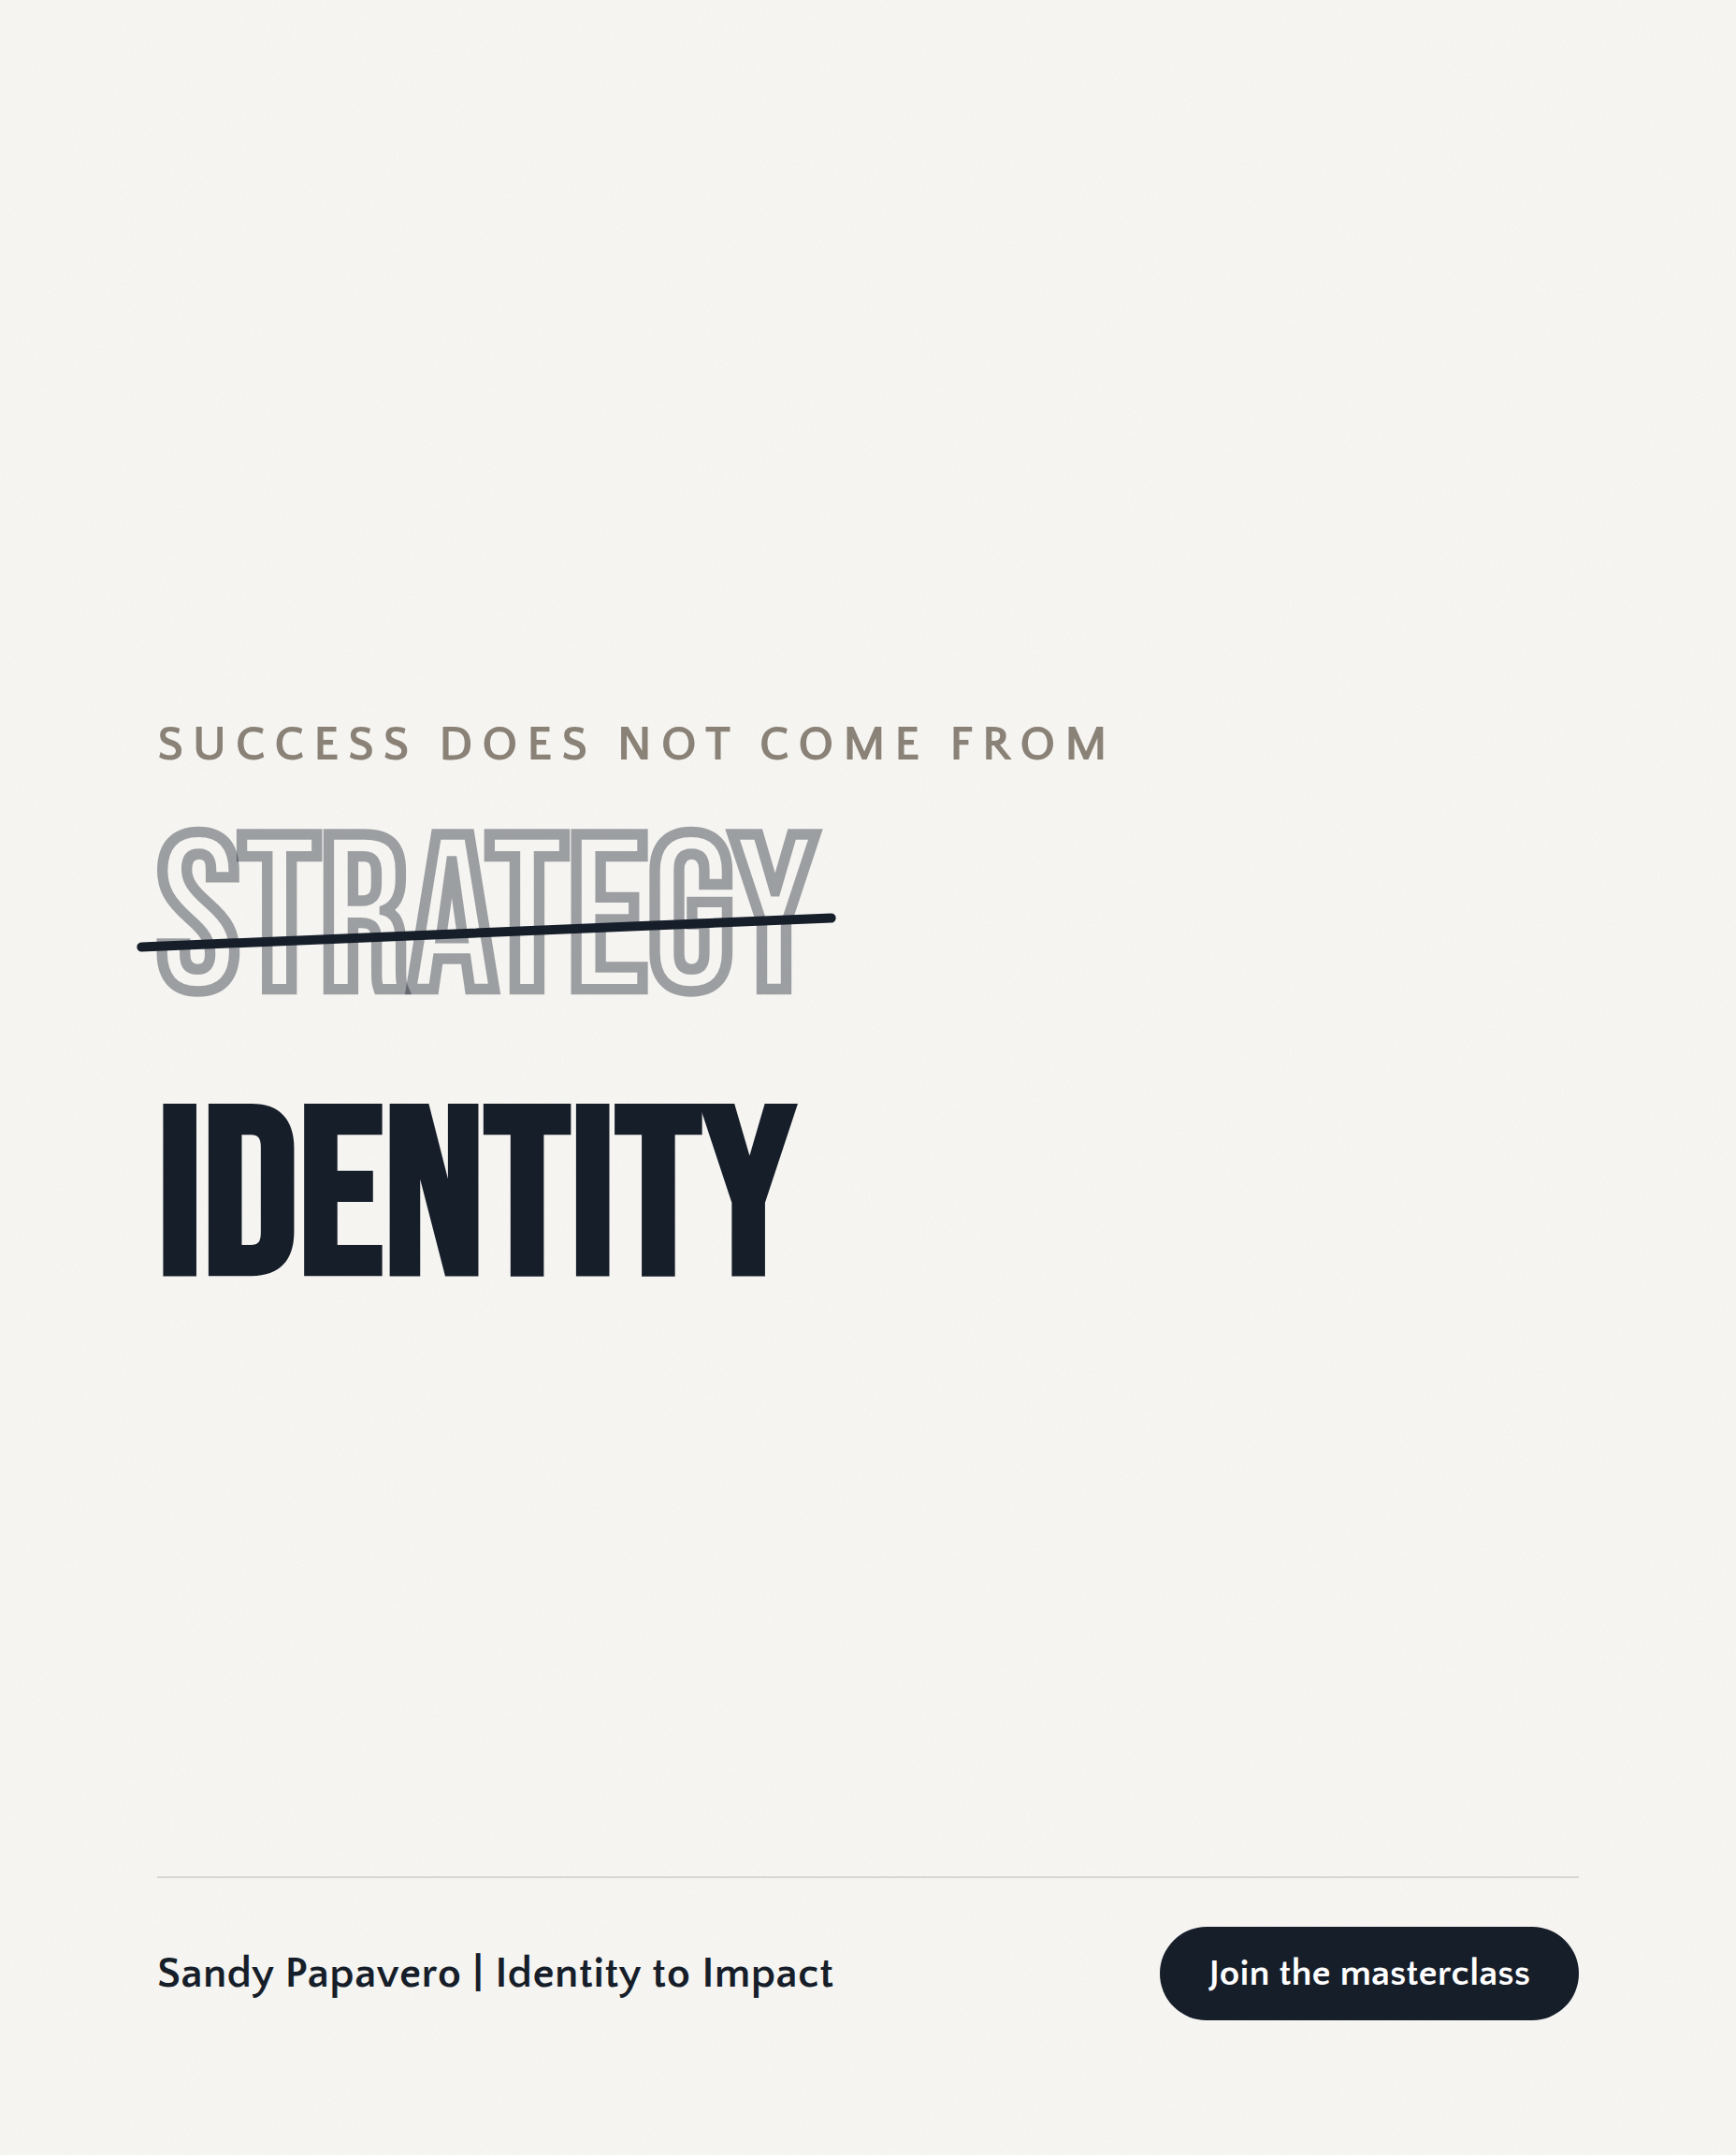 SUCCESS DOES NOT COME FROM
STRATEGY
IDENTITY
Sandy Papavero | Identity to Impact
Join the masterclass